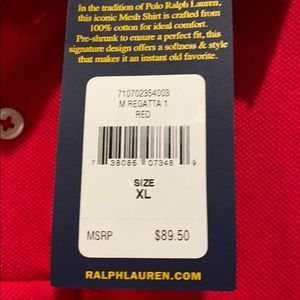 In the tradition of Polo Ralph Lauren,
this iconic Mesh Shirt is crafted from
100% cotton for ideal comfort.
Pre-shrunk to ensure a perfect fit, this
signature design offers a softness & style
that makes it an instant old favorite.
710702354003
M REGATTA 1
RED
7 38085 07348 9
SIZE
XL
MSRP $89.50
RALPHLAUREN.COM